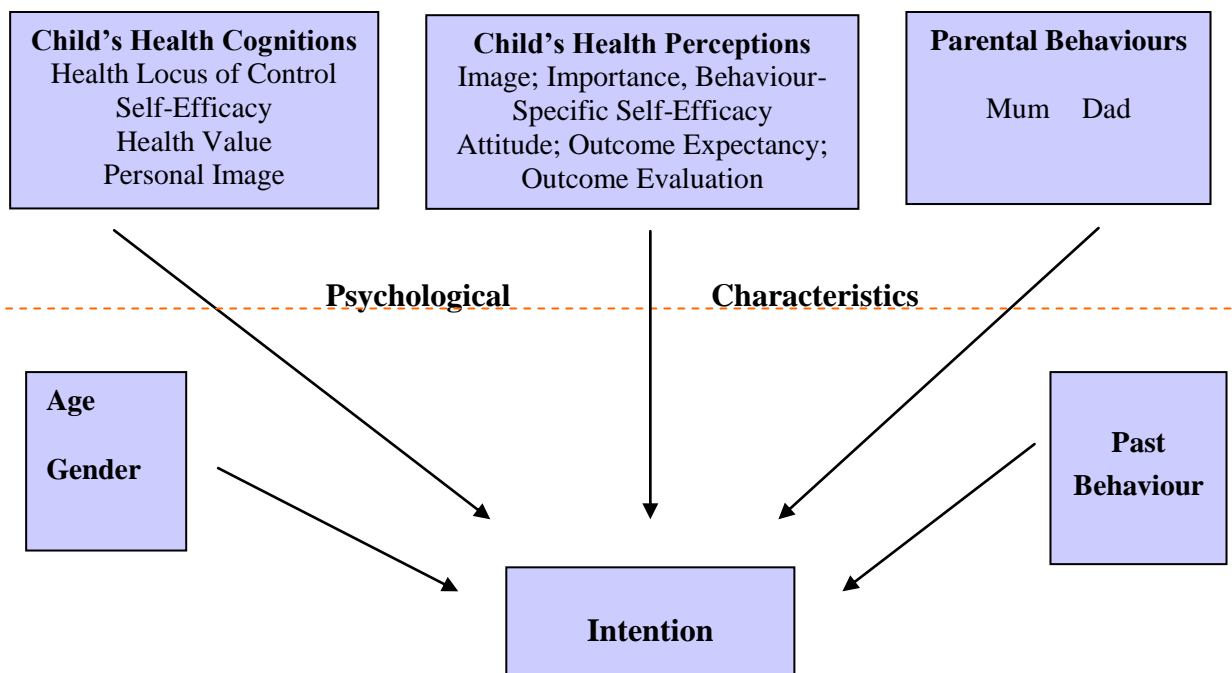 Child’s Health Cognitions
Health Locus of Control
Self-Efficacy
Health Value
Personal Image
Child’s Health Perceptions
Image; Importance, Behaviour-
Specific Self-Efficacy
Attitude; Outcome Expectancy;
Outcome Evaluation
Parental Behaviours
Mum Dad
Psychological Characteristics
Age
Gender
Past
Behaviour
Intention